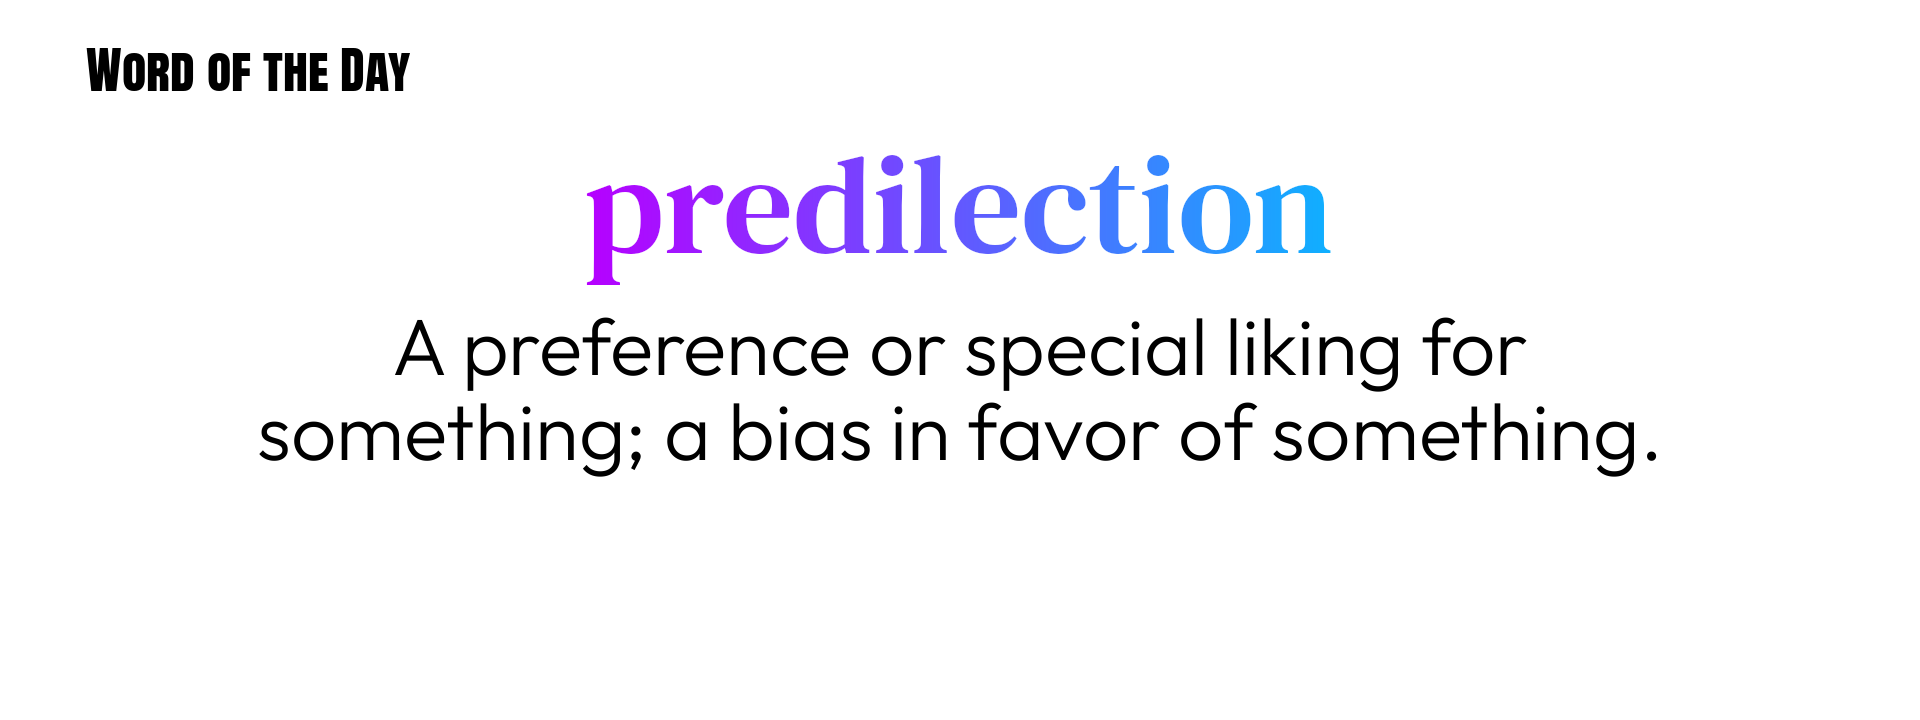 Word of the Day
predilection
A preference or special liking for
something; a bias in favor of something.